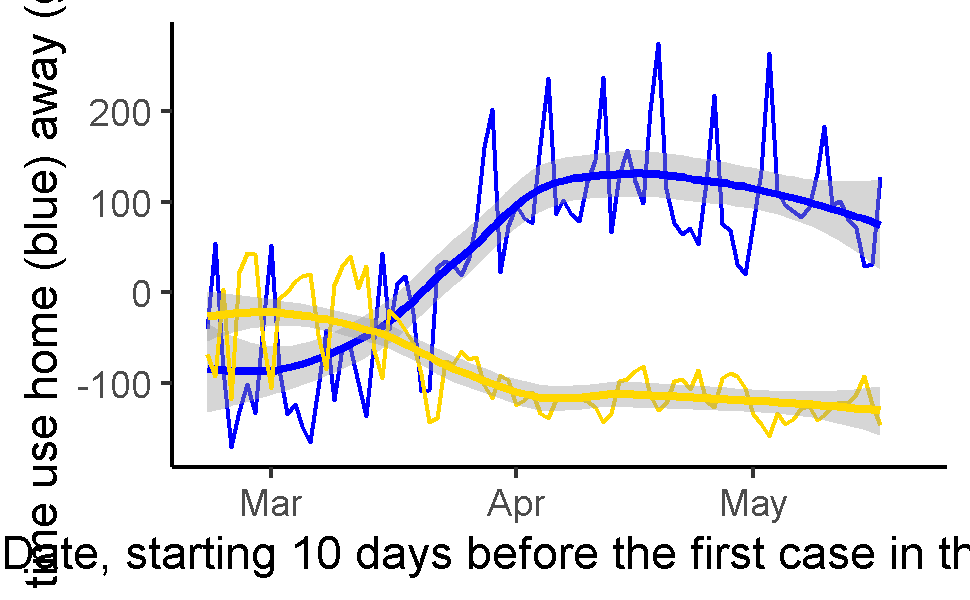 time use home (blue) away (
200
100
0
-100
Mar Apr May
Date, starting 10 days before the first case in th